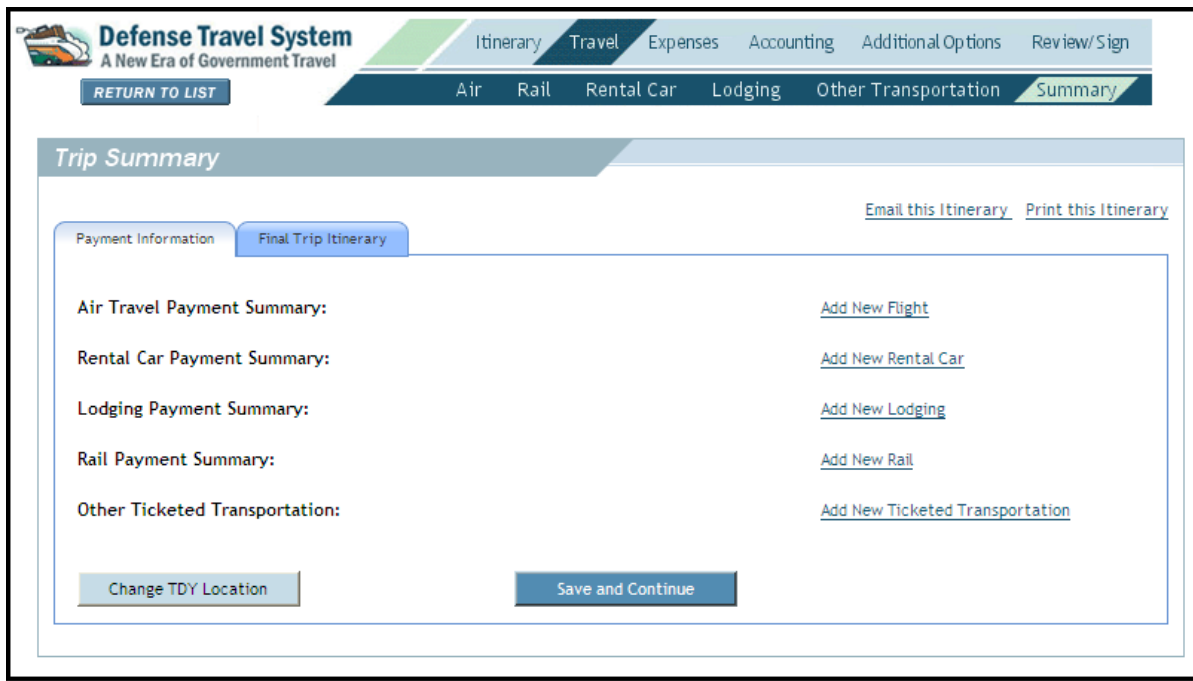 Defense Travel System
A New Era of Government Travel
RETURN TO LIST
Itinerary Travel Expenses Accounting Additional Options Review/Sign
Air Rail Rental Car Lodging Other Transportation Summary
Trip Summary
Email this Itinerary Print this Itinerary
Payment Information Final Trip Itinerary
Air Travel Payment Summary: Add New Flight
Rental Car Payment Summary: Add New Rental Car
Lodging Payment Summary: Add New Lodging
Rail Payment Summary: Add New Rail
Other Ticketed Transportation: Add New Ticketed Transportation
Change TDY Location Save and Continue